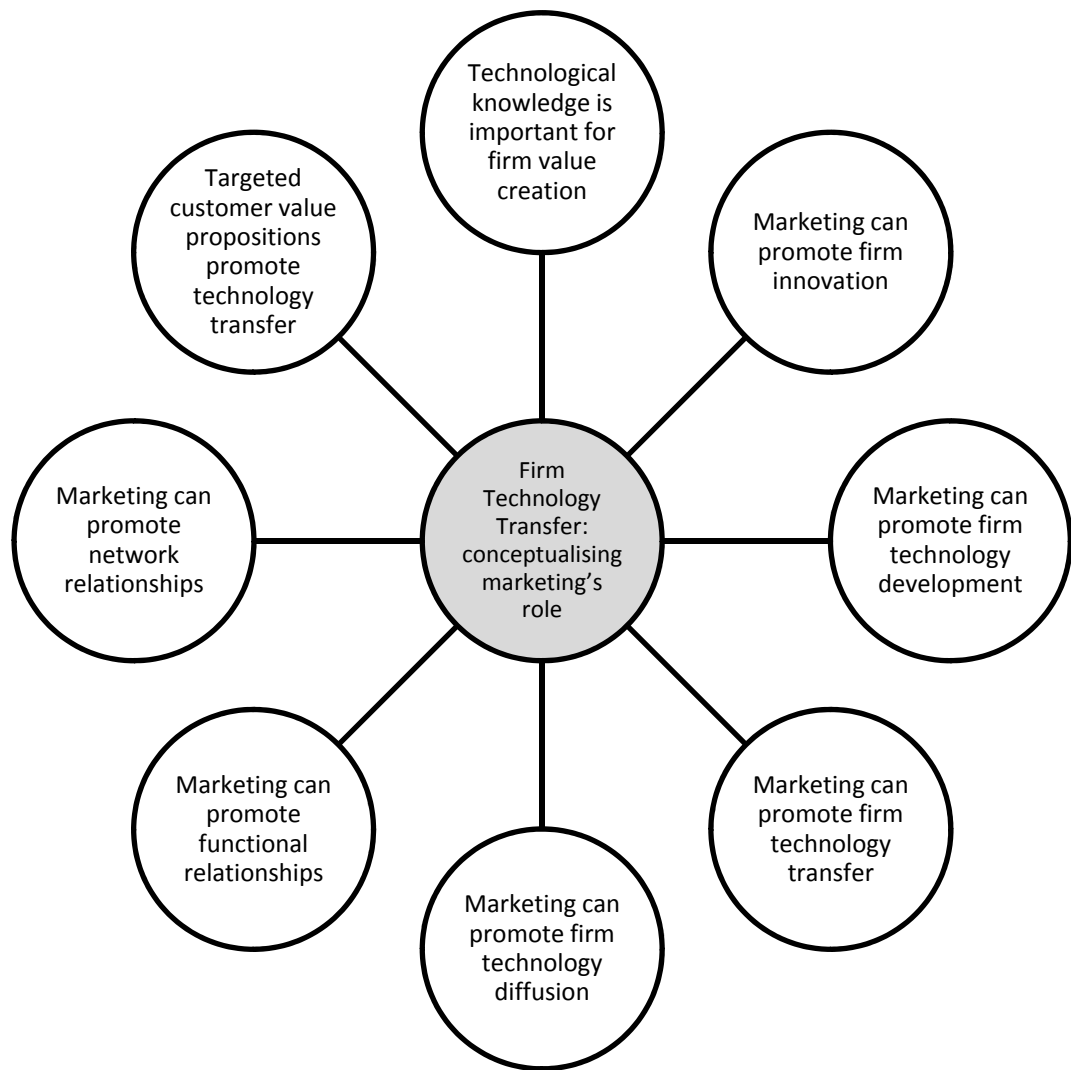 Technological
knowledge is
important for
firm value
creation
Marketing can
promote firm
innovation
Marketing can
promote firm
technology
development
Marketing can
promote firm
technology
transfer
Marketing can
promote firm
technology
diffusion
Marketing can
promote
functional
relationships
Marketing can
promote
network
relationships
Targeted
customer value
propositions
promote
technology
transfer
Firm
Technology
Transfer:
conceptualising
marketing’s
role